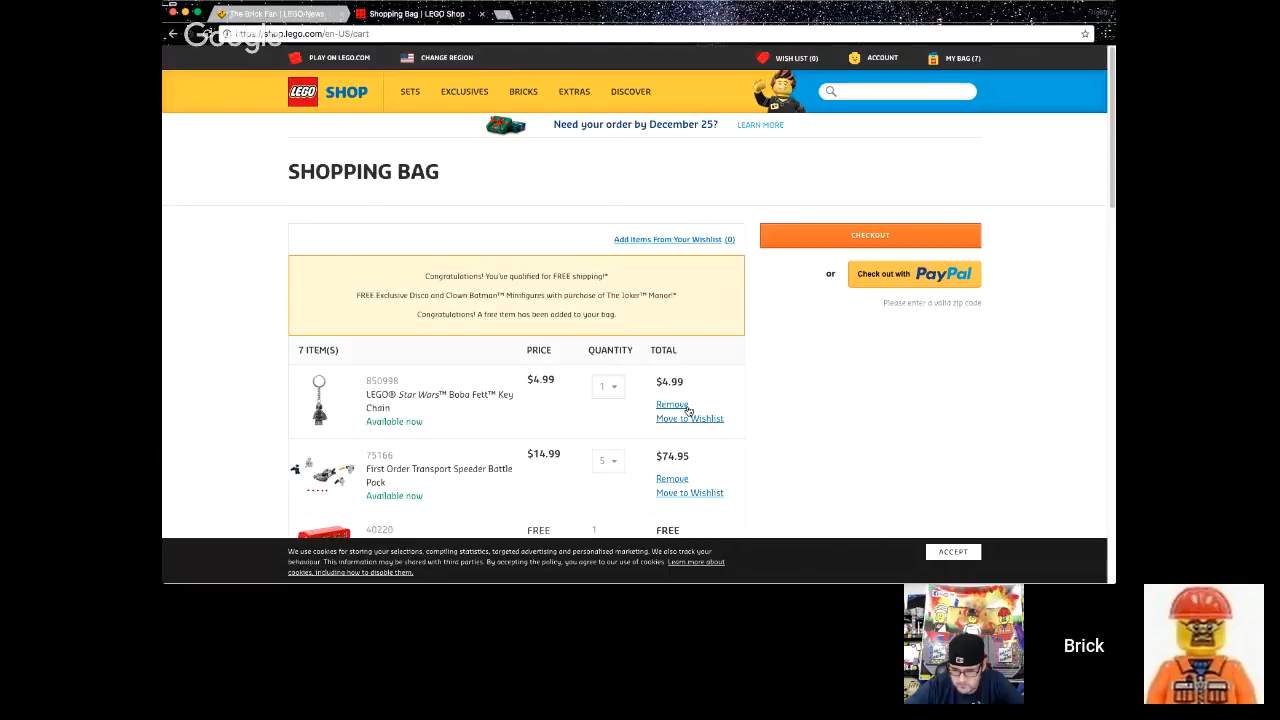 The Brick Fan | LEGO News
Shopping Bag | LEGO Shop
Google
https://shop.lego.com/en-US/cart
PLAY ON LEGO.COM
CHANGE REGION
WISH LIST (0)
ACCOUNT
MY BAG (7)
LEGO SHOP
SETS
EXCLUSIVES
BRICKS
EXTRAS
DISCOVER
Need your order by December 25? LEARN MORE
SHOPPING BAG
Add Items From Your Wishlist (0)
CHECKOUT
Congratulations! You've qualified for FREE shipping!*
FREE Exclusive Disco and Clown Batman™ Minifigures with purchase of The Joker™ Manor!*
Congratulations! A free item has been added to your bag.
or
Check out with PayPal
Please enter a valid zip code
7 ITEM(S) PRICE QUANTITY TOTAL
850998
LEGO® Star Wars™ Boba Fett™ Key
Chain
Available now
$4.99
1
$4.99
Remove
Move to Wishlist
75166
First Order Transport Speeder Battle
Pack
Available now
$14.99
5
$74.95
Remove
Move to Wishlist
40220 FREE 1 FREE
We use cookies for storing your selections, compiling statistics, targeted advertising and personalised marketing. We also track your
behaviour. This information may be shared with third parties. By accepting the policy, you agree to our use of cookies. Learn more about
cookies, including how to disable them.
ACCEPT
Brick